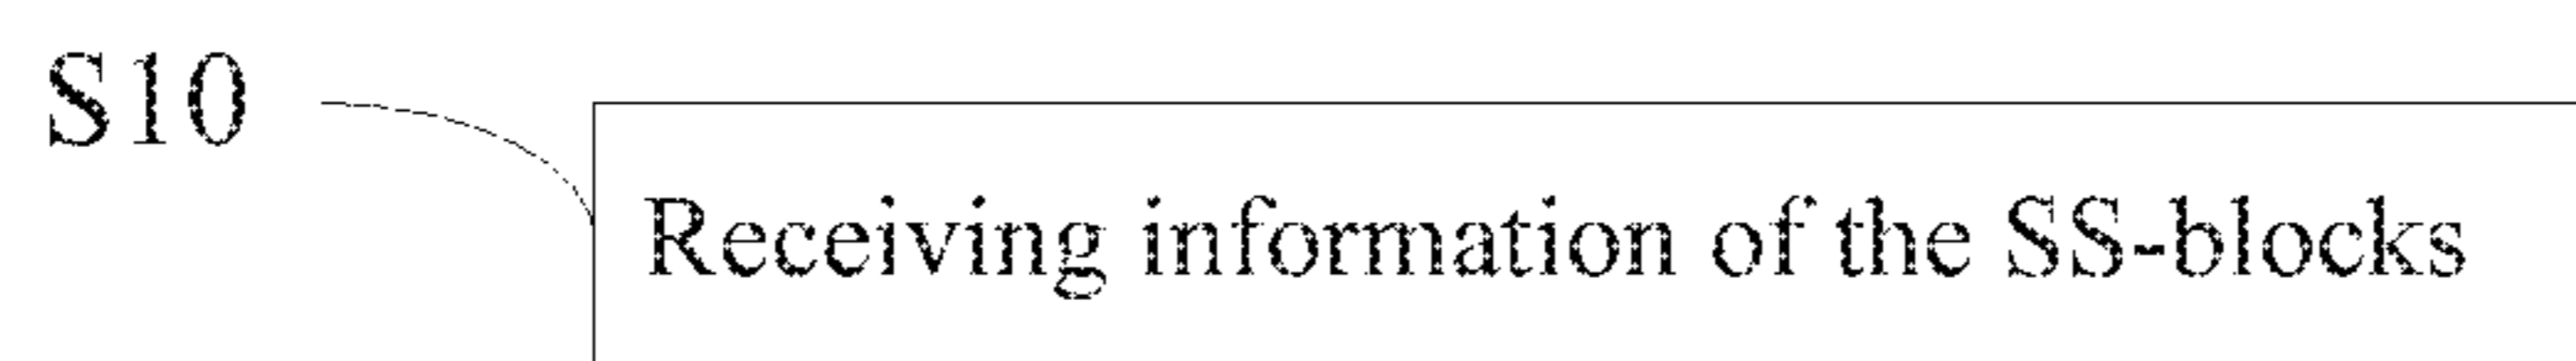 S10
Receiving information of the SS-blocks